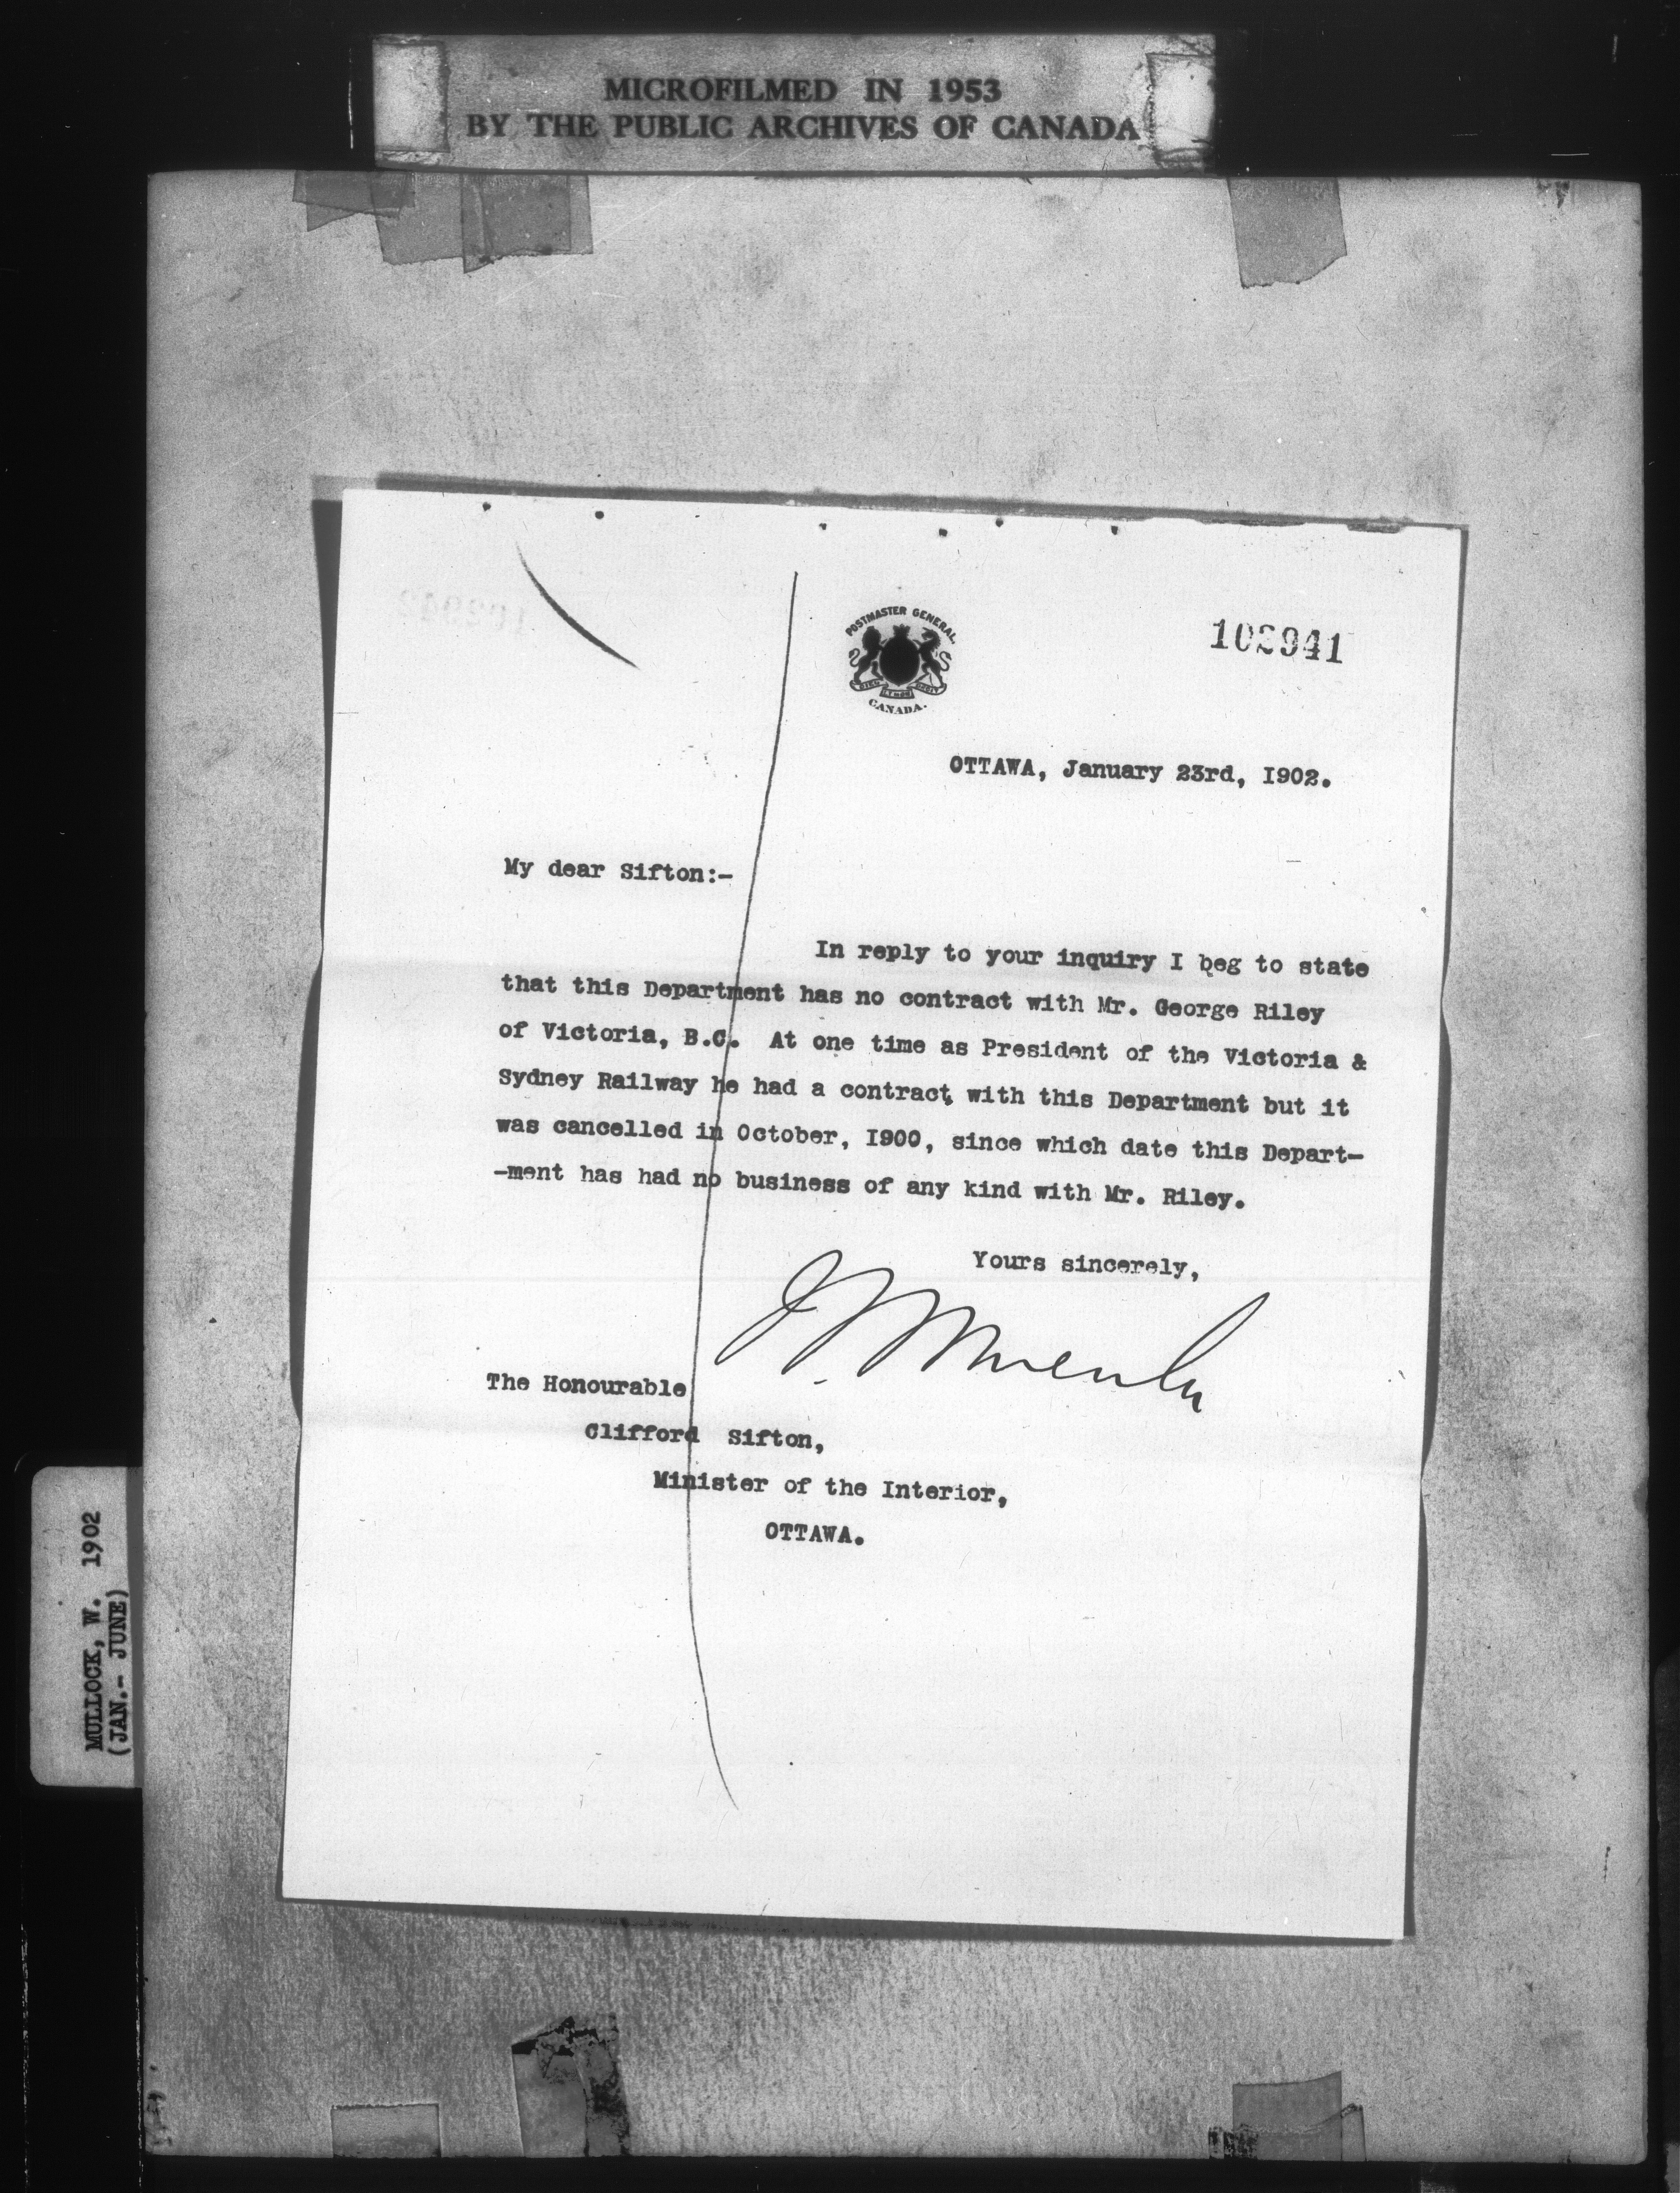 MICROFILMED IN 1953
BY THE PUBLIC ARCHIVES OF CANADA
POSTMASTER GENERAL,
CANADA.
102941
OTTAWA, January 23rd, 1902.
My dear Sifton:-
In reply to your inquiry I beg to state
that this Department has no contract with Mr. George Riley
of Victoria, B.C. At one time as President of the Victoria &
Sydney Railway he had a contract, with this Department but it
was cancelled in October, 1900, since which date this Depart-
-ment has had no business of any kind with Mr. Riley.
Yours sincerely,
The Honourable
Clifford Sifton,
Minister of the Interior,
OTTAWA.
MULLOCK, W. 1902
(JAN.- JUNE)